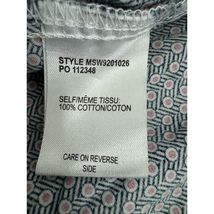 STYLE MSW9201026
PO 112348
SELF/MÊME TISSU:
100% COTTON/COTON
CARE ON REVERSE
SIDE